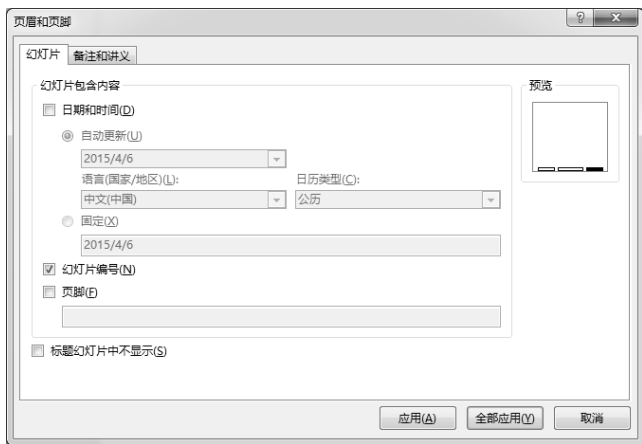 页眉和页脚
幻灯片 备注和讲义
幻灯片包含内容
预览
日期和时间(D)
自动更新(U)
2015/4/6
语言(国家/地区)(L): 日历类型(C):
中文(中国) 公历
固定(X)
2015/4/6
幻灯片编号(N)
页脚(F)
标题幻灯片中不显示(S)
应用(A) 全部应用(Y) 取消